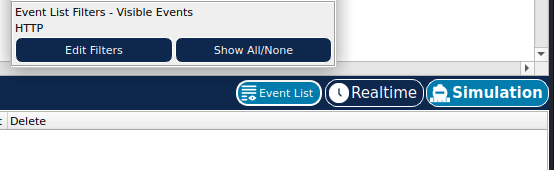 Event List Filters - Visible Events
HTTP
Edit Filters
Show All/None
Event List
Realtime
Simulation
Delete